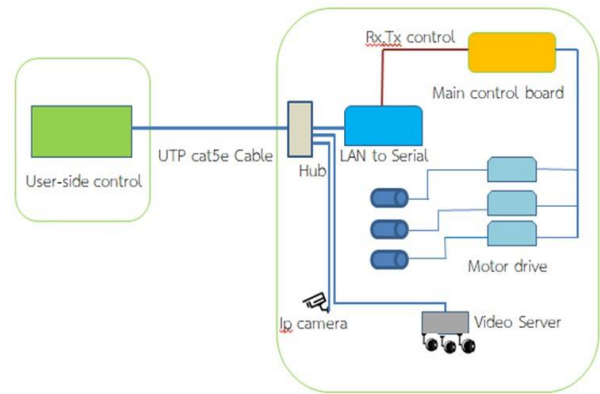 Rx,Tx control
Main control board
UTP cat5e Cable
LAN to Serial
User-side control
Hub
Motor drive
Ip camera
Video Server